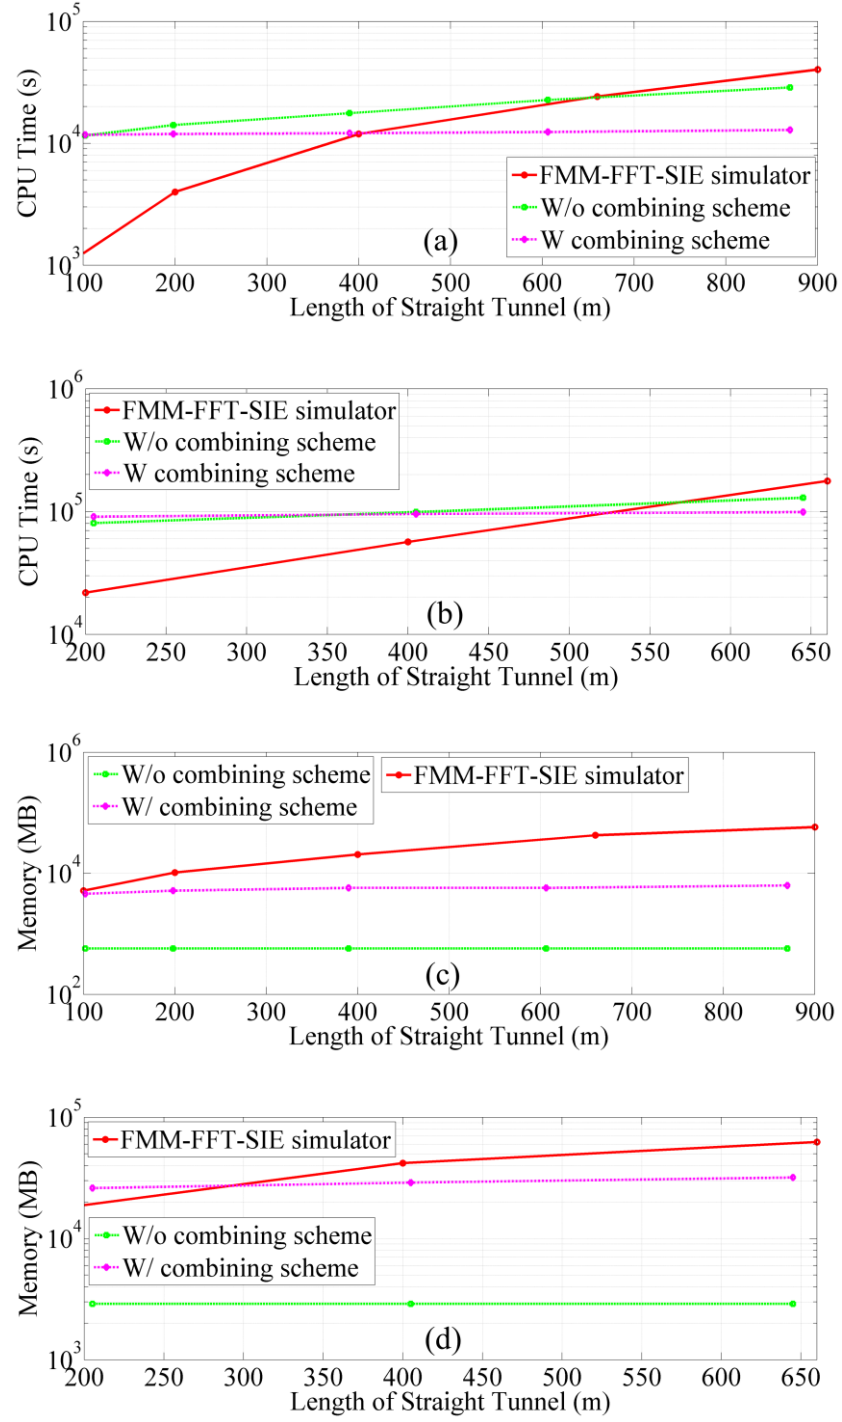 10^5
10^4
10^3
CPU Time (s)
FMM-FFT-SIE simulator
W/o combining scheme
W combining scheme
(a)
100 200 300 400 500 600 700 800 900
Length of Straight Tunnel (m)
10^6
10^5
10^4
CPU Time (s)
FMM-FFT-SIE simulator
W/o combining scheme
W combining scheme
(b)
200 250 300 350 400 450 500 550 600 650
Length of Straight Tunnel (m)
10^6
10^4
10^2
Memory (MB)
W/o combining scheme
W/ combining scheme
FMM-FFT-SIE simulator
(c)
100 200 300 400 500 600 700 800 900
Length of Straight Tunnel (m)
10^5
10^4
10^3
Memory (MB)
FMM-FFT-SIE simulator
W/o combining scheme
W/ combining scheme
(d)
200 250 300 350 400 450 500 550 600 650
Length of Straight Tunnel (m)